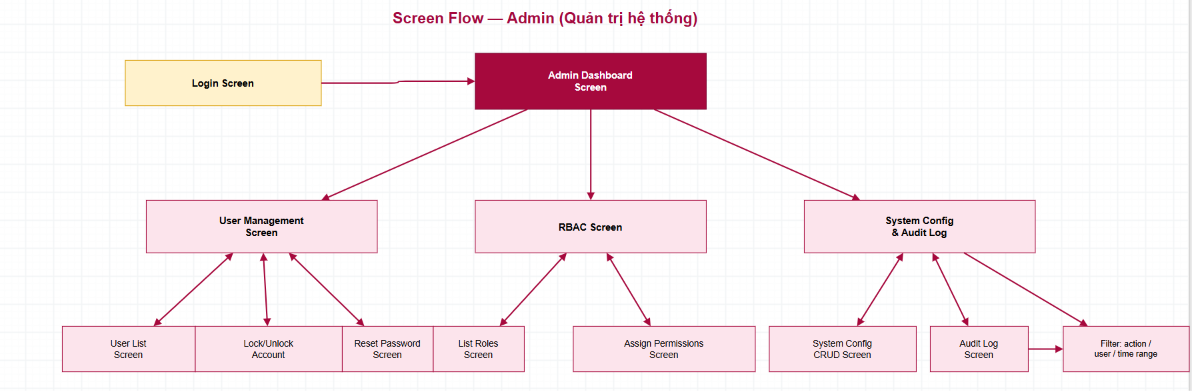 Screen Flow — Admin (Quản trị hệ thống)
Login Screen
Admin Dashboard
Screen
User Management
Screen
RBAC Screen
System Config
& Audit Log
User List
Screen
Lock/Unlock
Account
Reset Password
Screen
List Roles
Screen
Assign Permissions
Screen
System Config
CRUD Screen
Audit Log
Screen
Filter: action /
user / time range